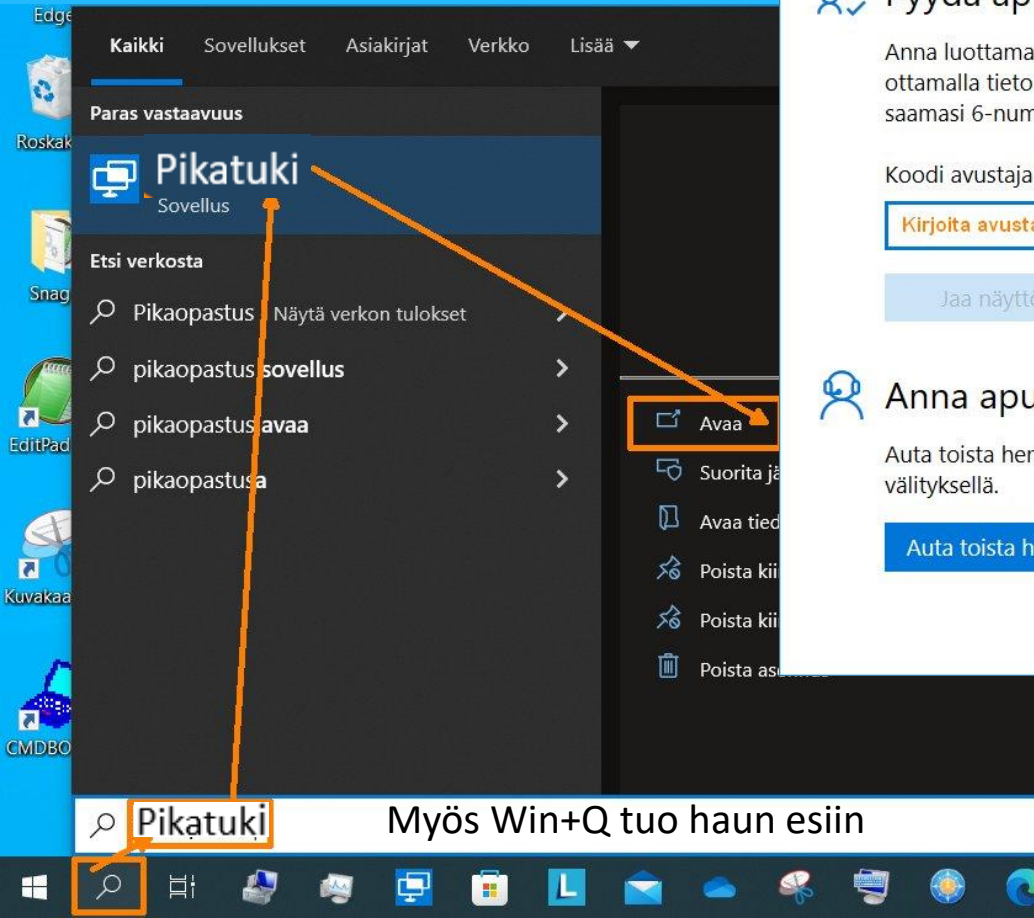 Edge
Roskak
Snag
EditPad
Kuvakaa
CMDBO
Kaikki Sovellukset Asiakirjat Verkko Lisää
Paras vastaavuus
Pikatuki
Sovellus
Etsi verkosta
Pikaopastus Näytä verkon tulokset
pikaopastus sovellus
pikaopastus avaa
pikaopastusa
Avaa
Suorita jä
Avaa tied
Poista kii
Poista kii
Poista as
Anna luottama
ottamalla tieto
saamasi 6-num
Koodi avustaja
Kirjoita avusta
Jaa näytt
Anna apu
Auta toista hen
välityksellä.
Auta toista h
Pikatuki
Myös Win+Q tuo haun esiin